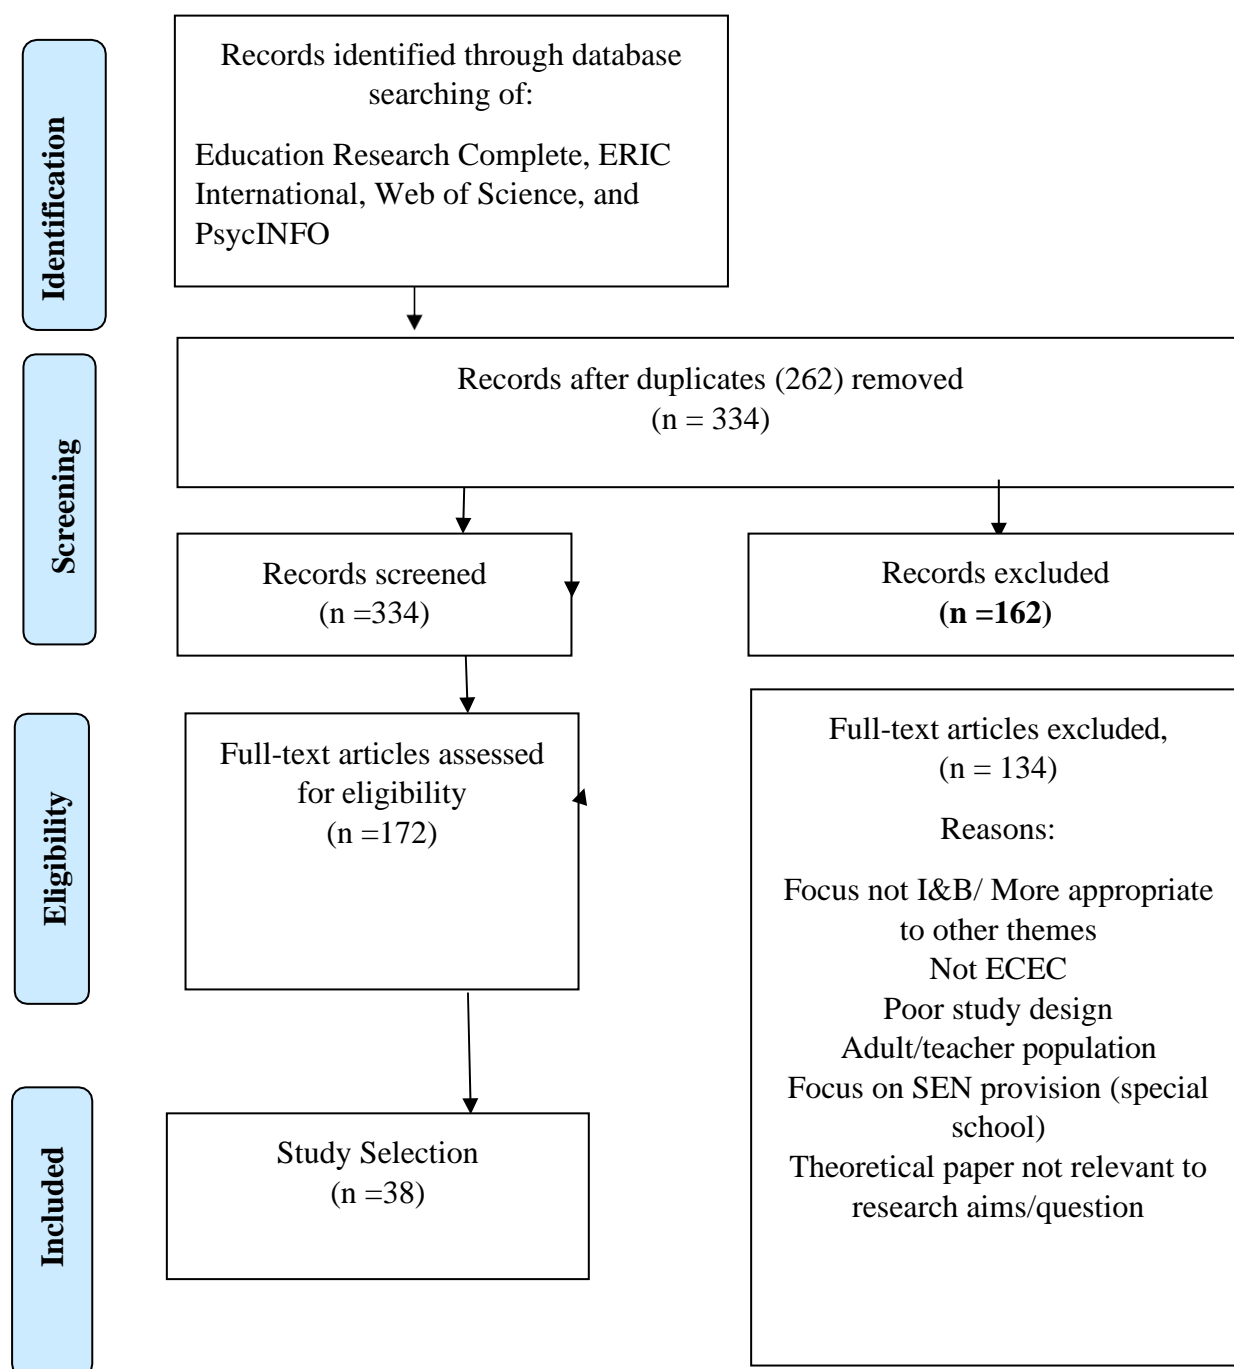 Identification
Records identified through database
searching of:
Education Research Complete, ERIC
International, Web of Science, and
PsycINFO
Screening
Records after duplicates (262) removed
(n = 334)
Records screened
(n =334)
Records excluded
(n =162)
Eligibility
Full-text articles assessed
for eligibility
(n =172)
Full-text articles excluded,
(n = 134)
Reasons:
Focus not I&B/ More appropriate
to other themes
Not ECEC
Poor study design
Adult/teacher population
Focus on SEN provision (special
school)
Theoretical paper not relevant to
research aims/question
Included
Study Selection
(n =38)